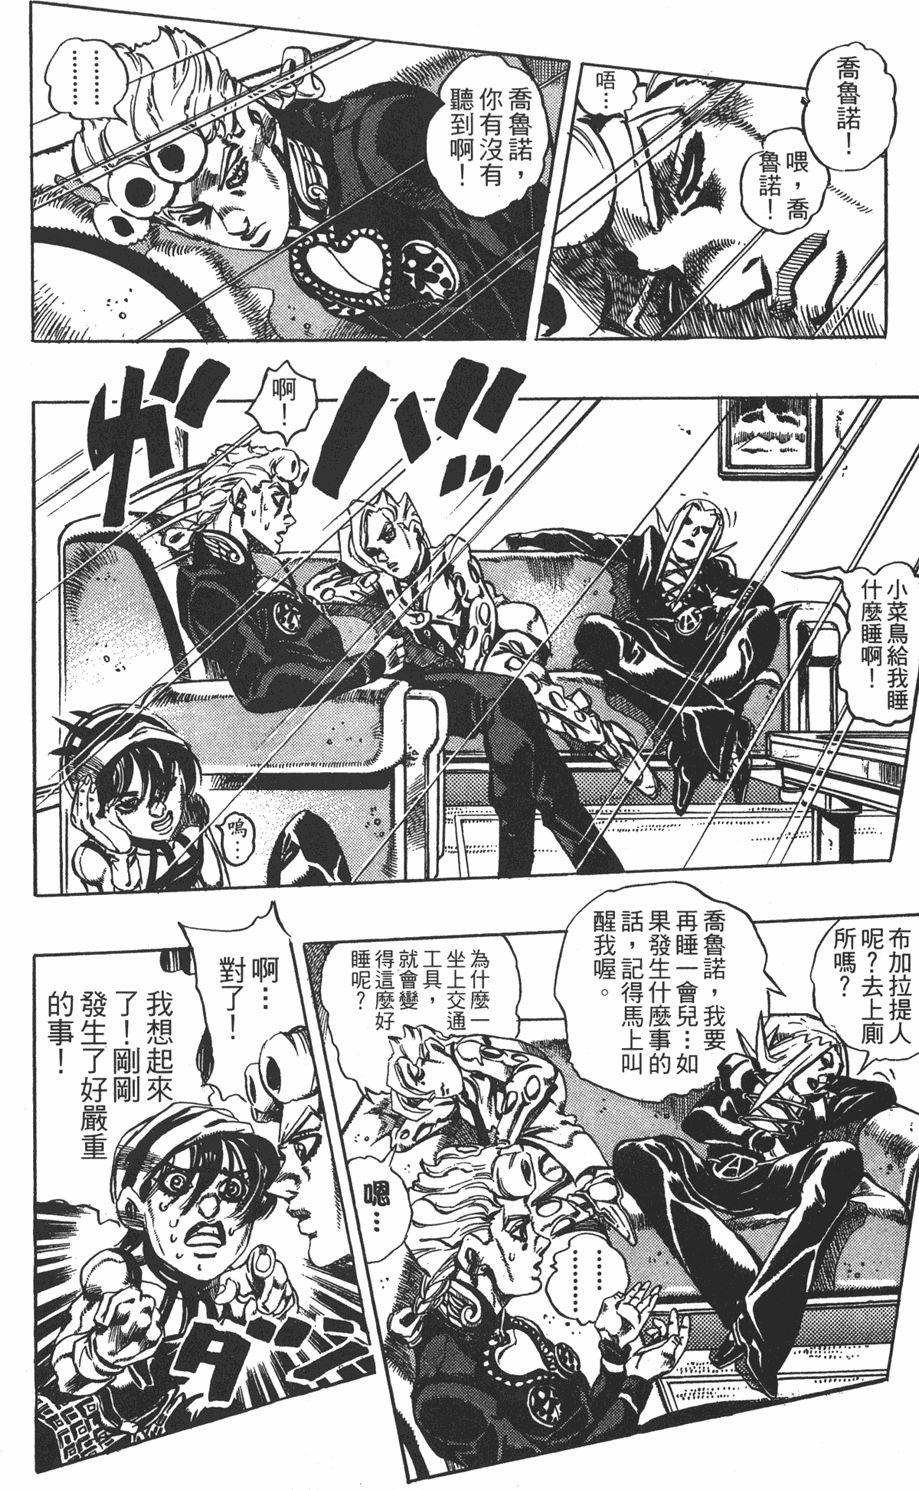 喬魯諾！
喂，喬
魯諾！
唔…
喬魯諾，
你有沒有
聽到啊！
………
啊！
ガバッ
小菜鳥給我睡
什麼睡啊！
嗚…
布加拉提人
呢？去上廁
所嗎？
喬魯諾，我要
再睡一會兒…如
果發生什麼事的
話，記得馬上叫
醒我喔。
為什麼一
坐上交通
工具，
就會變
得這麼好
睡呢？
………
嗯…
啊…
對了！
我想起來
了！剛剛
發生了好嚴重
的事！
ダン